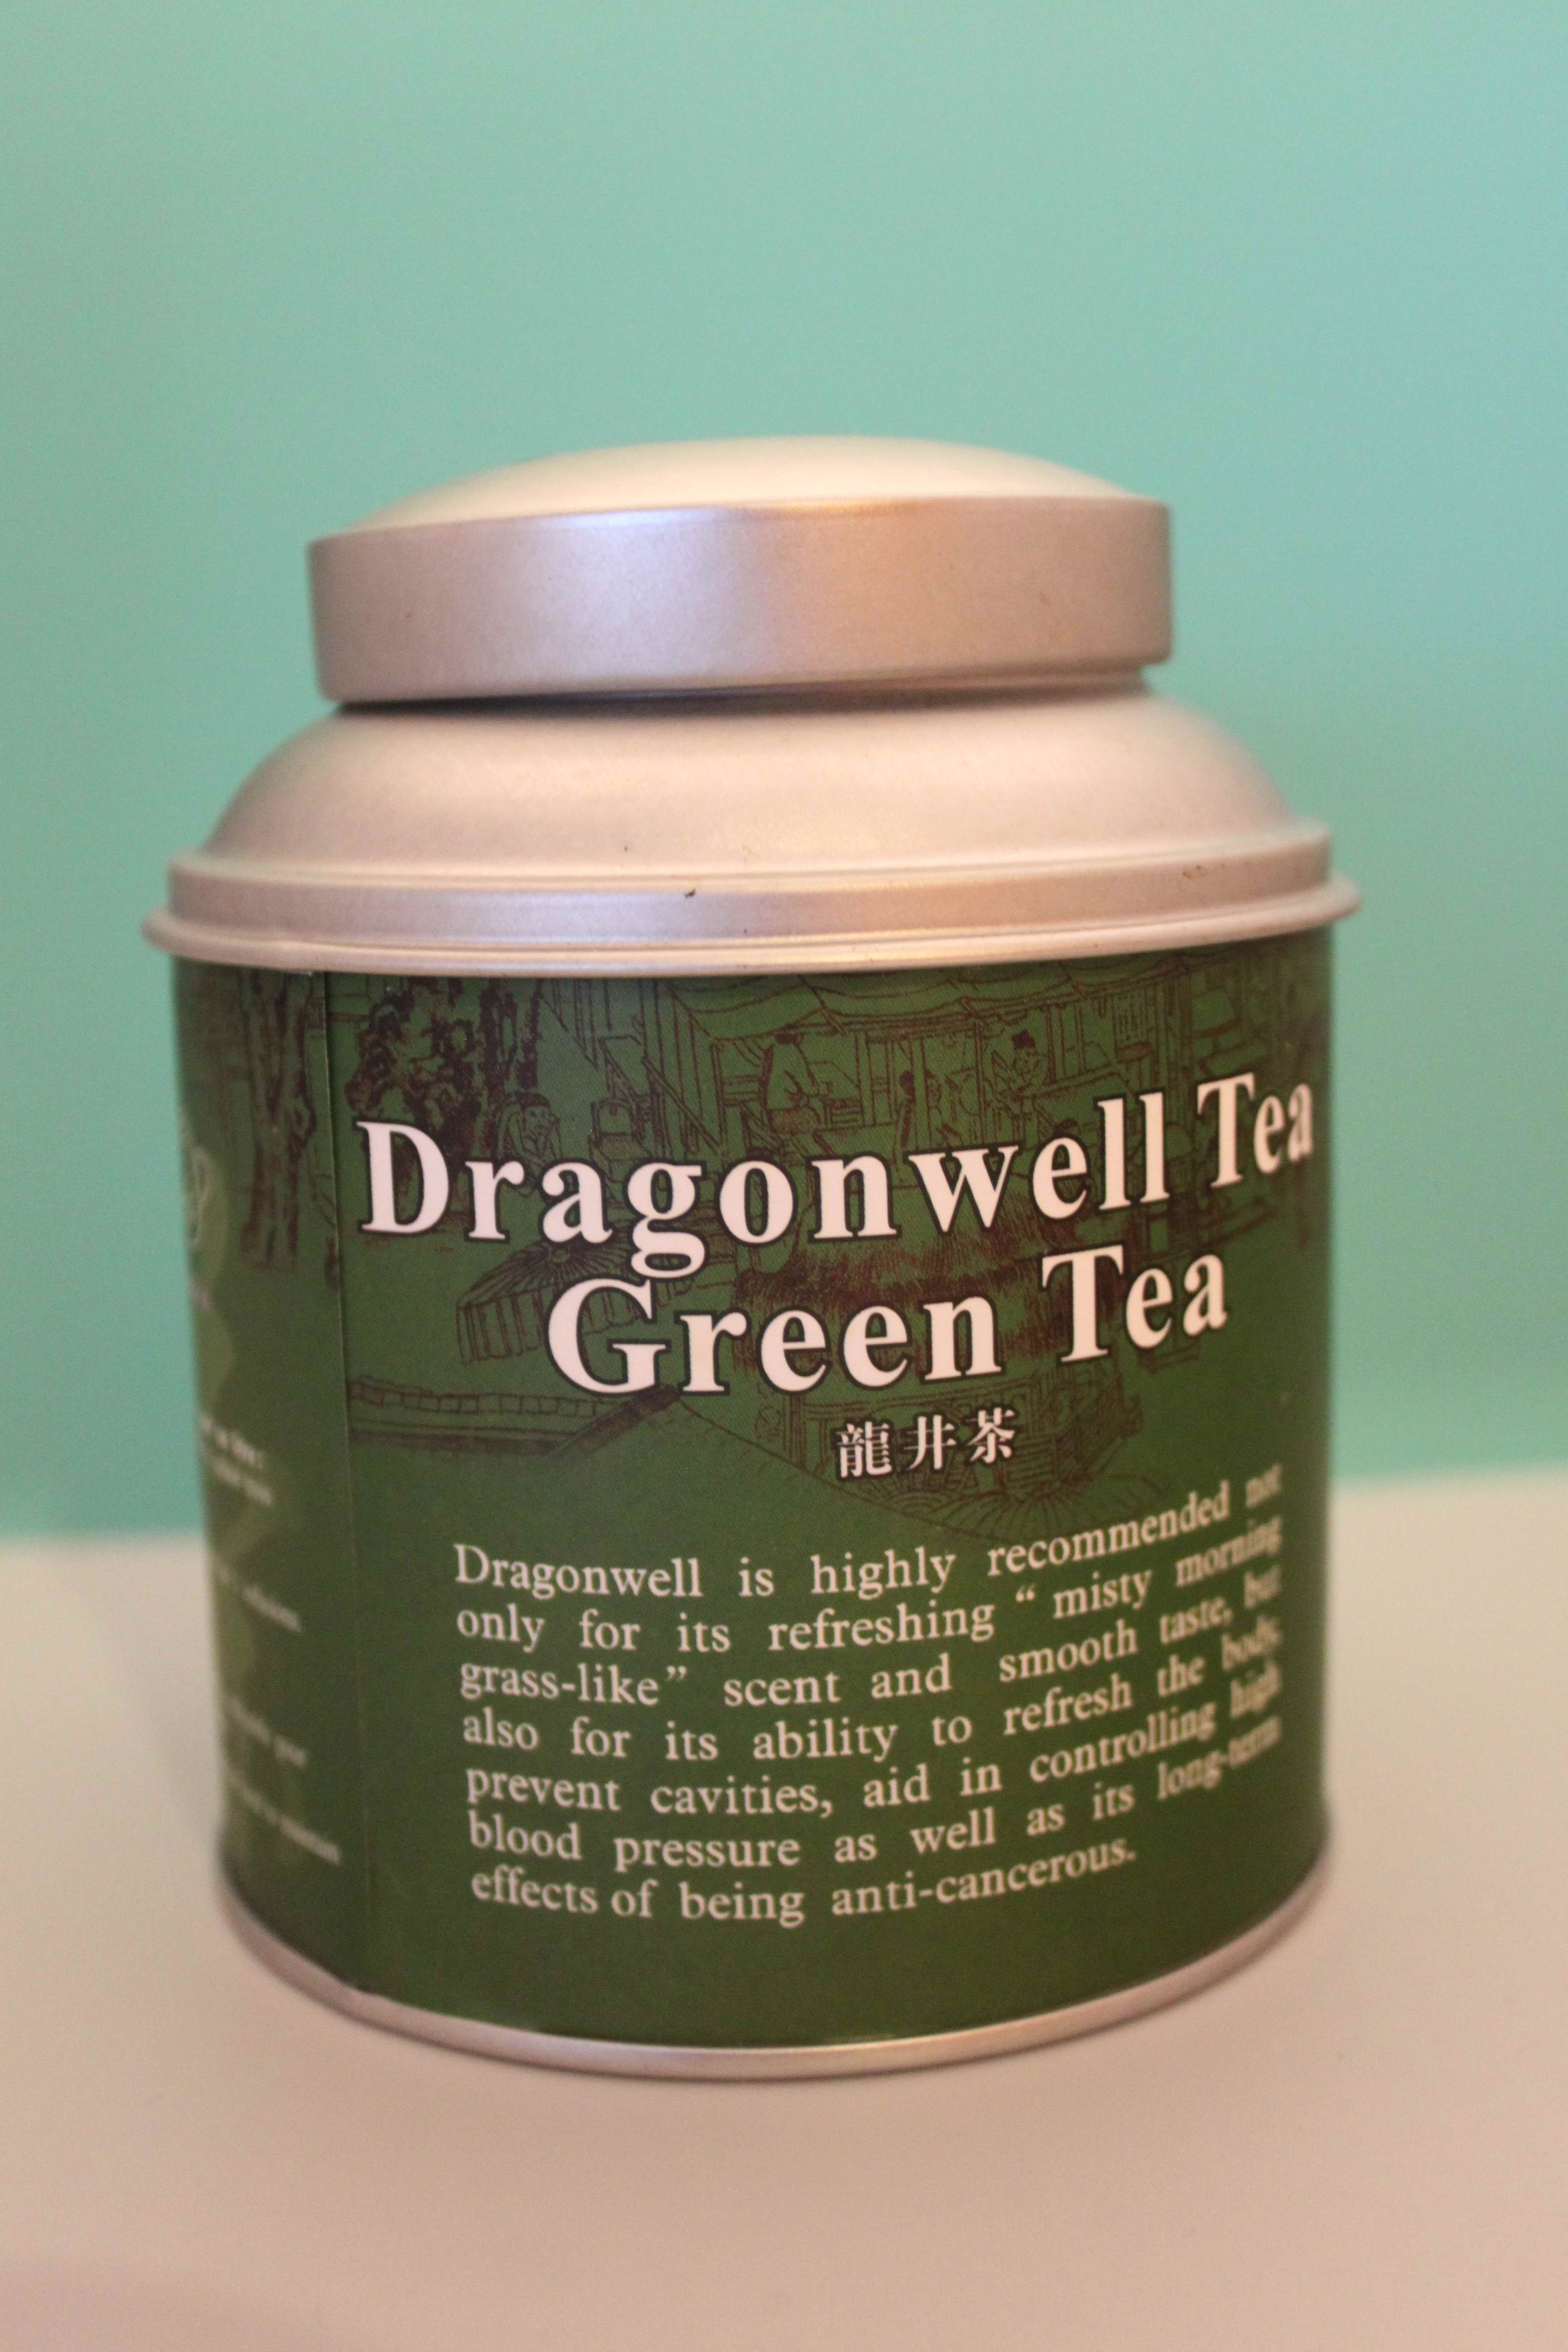 Dragonwell Tea
Green Tea
龍井茶
Dragonwell is highly recommended not
only for its refreshing “ misty morning
grass-like” scent and smooth taste, but
also for its ability to refresh the body,
prevent cavities, aid in controlling high
blood pressure as well as its long-term
effects of being anti-cancerous.